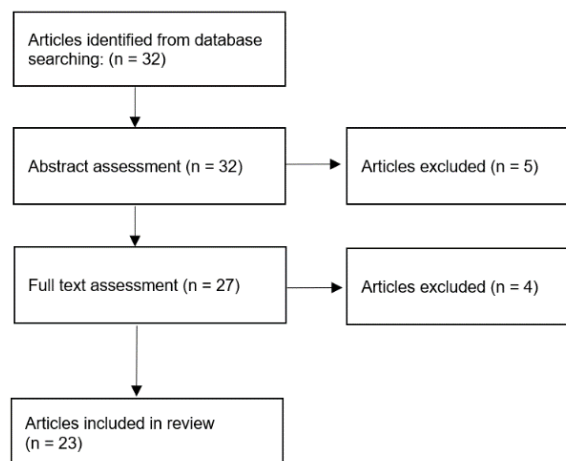 Articles identified from database
searching: (n = 32)
Abstract assessment (n = 32)
Articles excluded (n = 5)
Full text assessment (n = 27)
Articles excluded (n = 4)
Articles included in review
(n = 23)